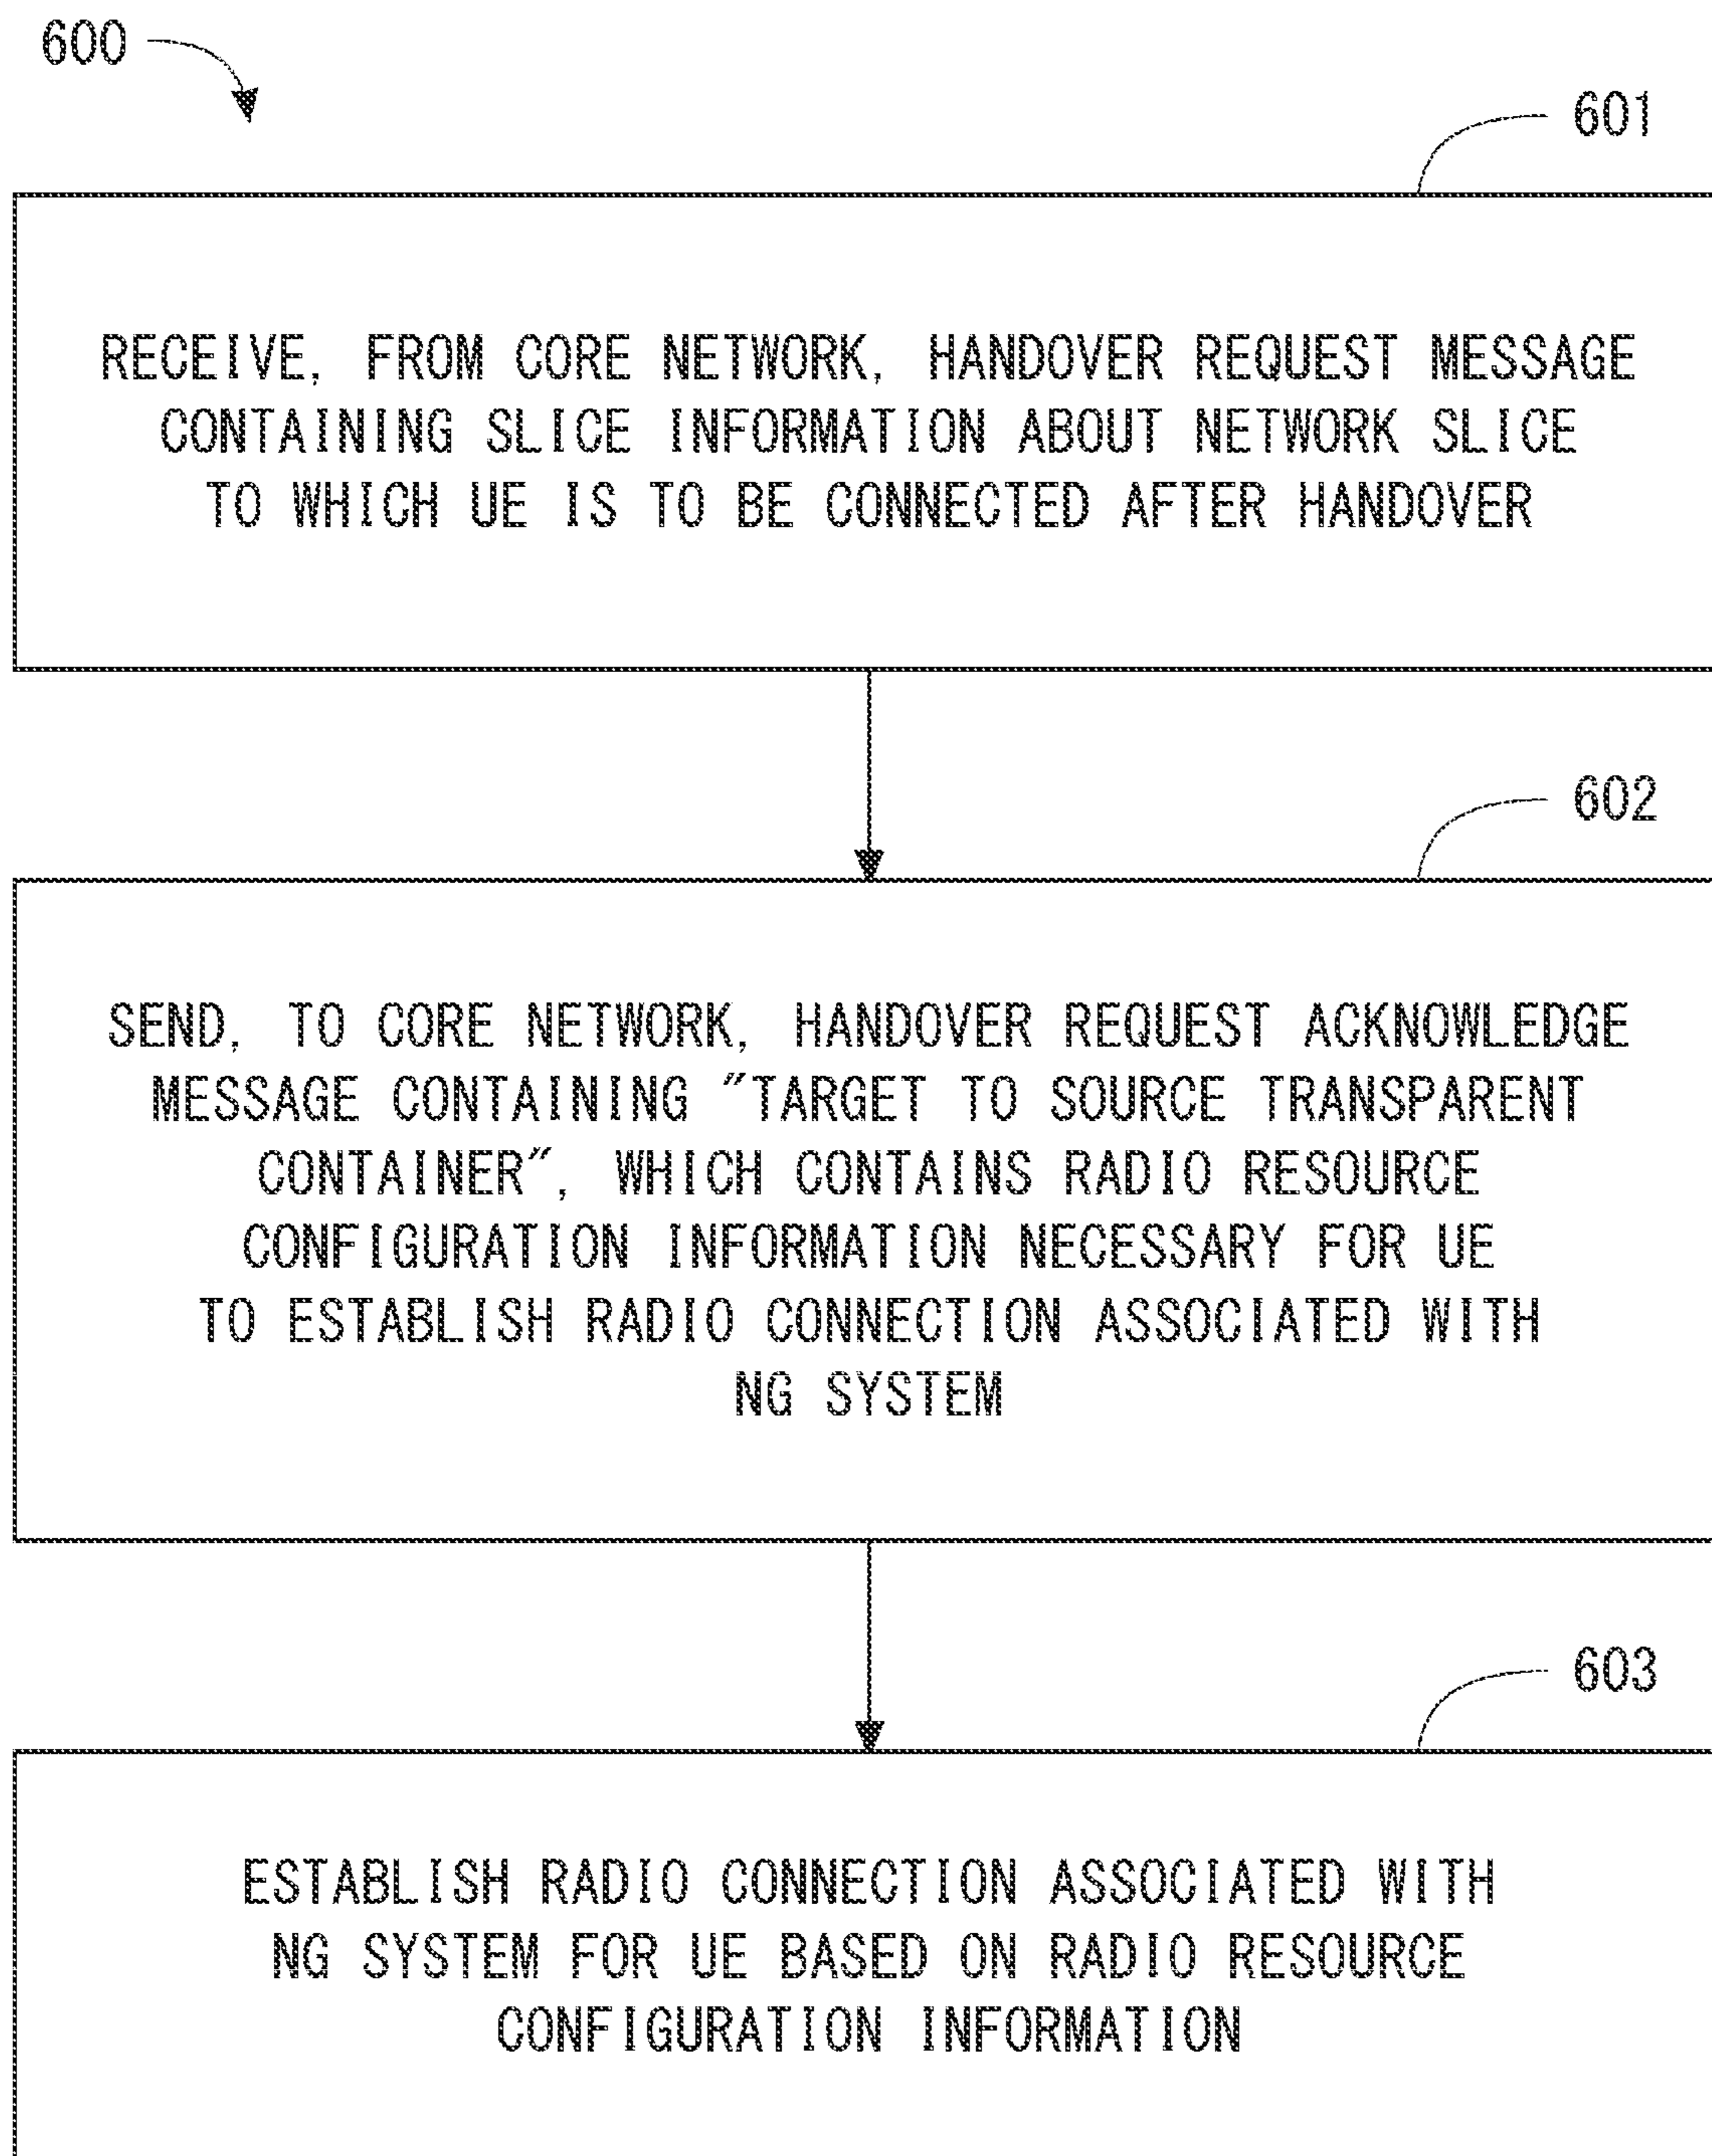 600
601
RECEIVE, FROM CORE NETWORK, HANDOVER REQUEST MESSAGE
CONTAINING SLICE INFORMATION ABOUT NETWORK SLICE
TO WHICH UE IS TO BE CONNECTED AFTER HANDOVER
602
SEND, TO CORE NETWORK, HANDOVER REQUEST ACKNOWLEDGE
MESSAGE CONTAINING "TARGET TO SOURCE TRANSPARENT
CONTAINER", WHICH CONTAINS RADIO RESOURCE
CONFIGURATION INFORMATION NECESSARY FOR UE
TO ESTABLISH RADIO CONNECTION ASSOCIATED WITH
NG SYSTEM
603
ESTABLISH RADIO CONNECTION ASSOCIATED WITH
NG SYSTEM FOR UE BASED ON RADIO RESOURCE
CONFIGURATION INFORMATION